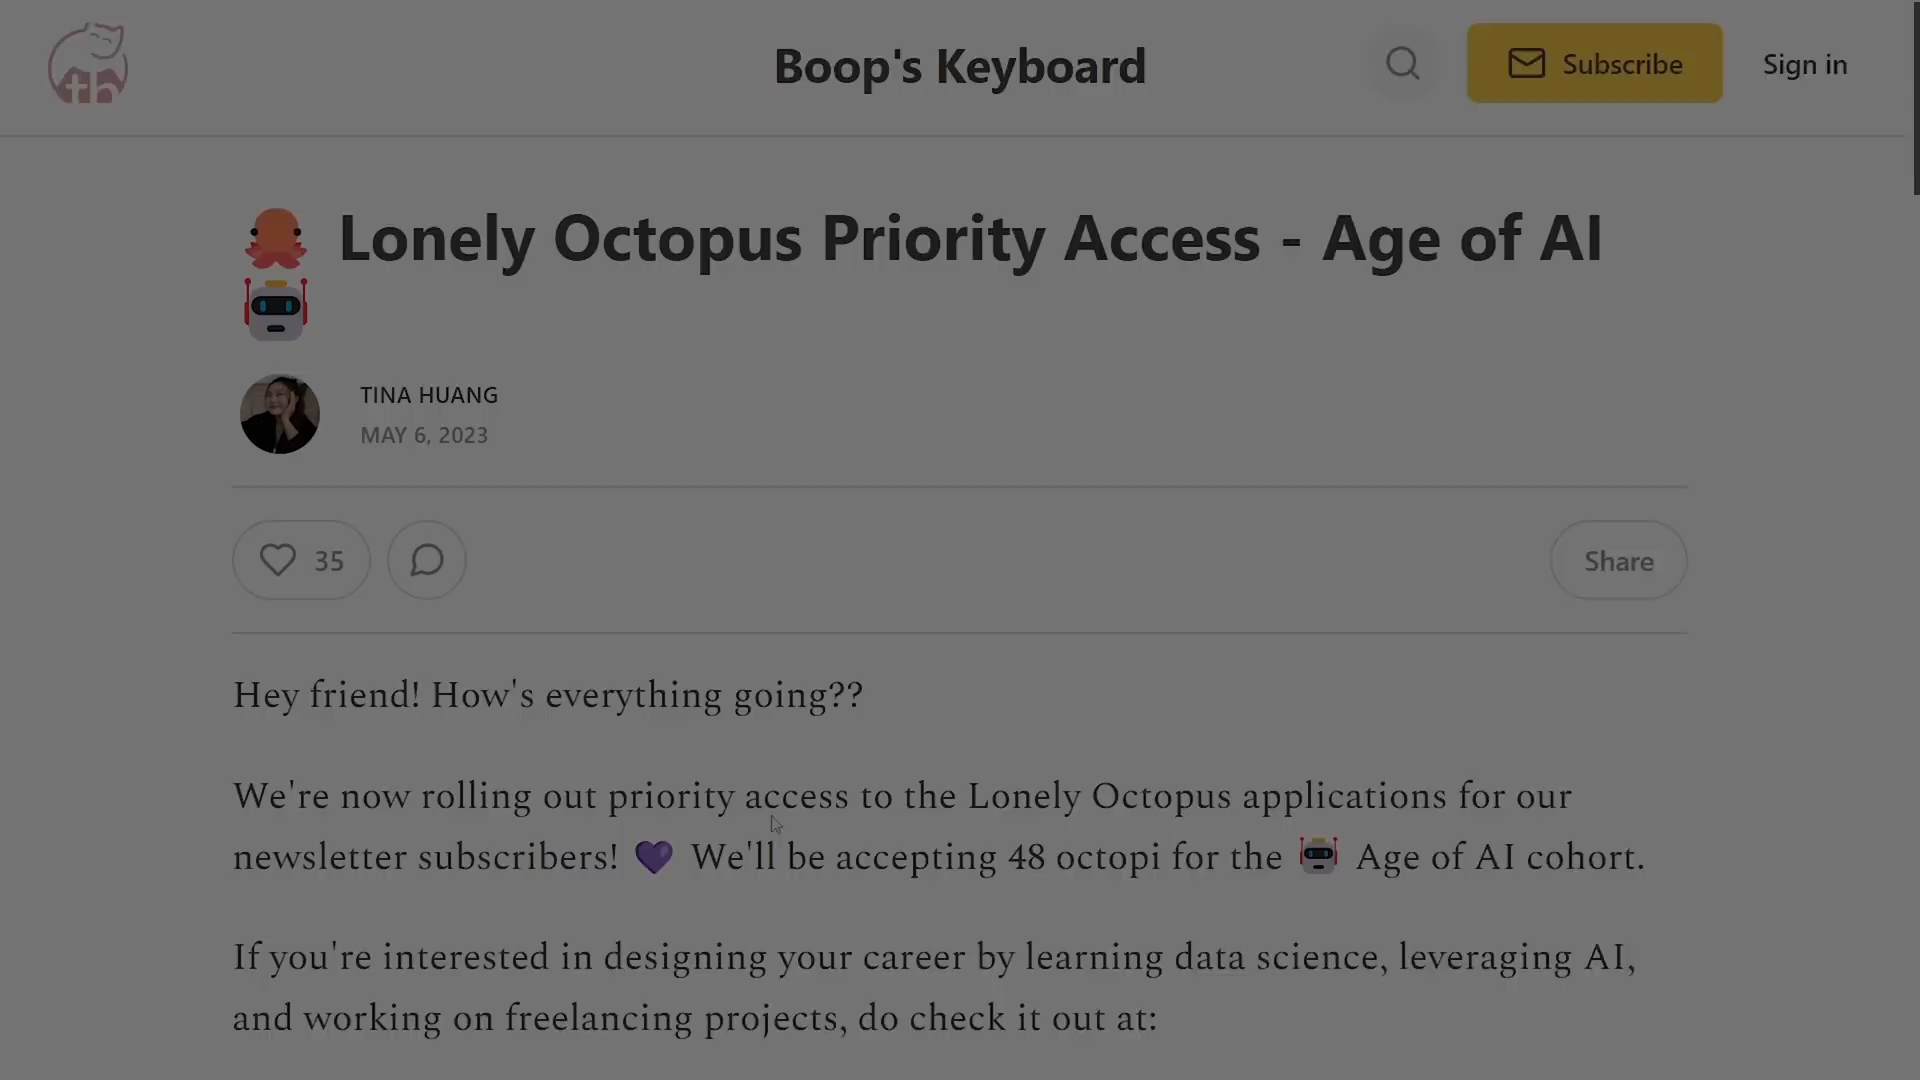 th
Boop's Keyboard
Subscribe
Sign in
Lonely Octopus Priority Access - Age of AI
TINA HUANG
MAY 6, 2023
35
Share
Hey friend! How's everything going??
We're now rolling out priority access to the Lonely Octopus applications for our
newsletter subscribers! 💜 We'll be accepting 48 octopi for the 🤖 Age of AI cohort.
If you're interested in designing your career by learning data science, leveraging AI,
and working on freelancing projects, do check it out at: